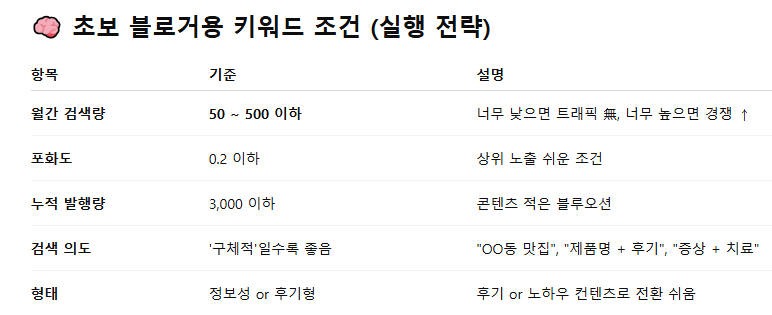 🧠 초보 블로거용 키워드 조건 (실행 전략)
항목 기준 설명
월간 검색량 50 ~ 500 이하 너무 낮으면 트래픽 無, 너무 높으면 경쟁 ↑
포화도 0.2 이하 상위 노출 쉬운 조건
누적 발행량 3,000 이하 콘텐츠 적은 블루오션
검색 의도 '구체적'일수록 좋음 "OO동 맛집", "제품명 + 후기", "증상 + 치료"
형태 정보성 or 후기형 후기 or 노하우 컨텐츠로 전환 쉬움